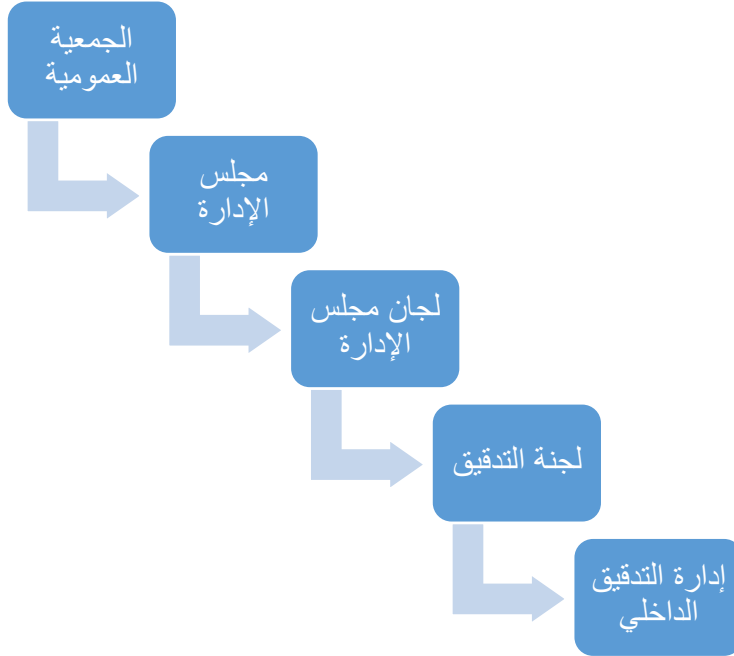 الجمعية
العمومية
مجلس
الإدارة
لجان مجلس
الإدارة
لجنة التدقيق
إدارة التدقيق
الداخلي